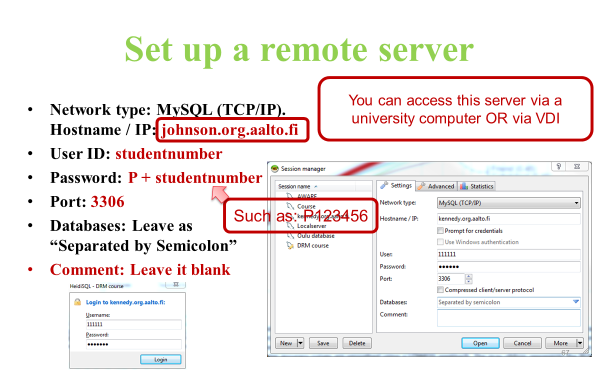 Set up a remote server
You can access this server via a
university computer OR via VDI
• Network type: MySQL (TCP/IP).
Hostname / IP: johnson.org.aalto.fi
• User ID: studentnumber
• Password: P + studentnumber
• Port: 3306
• Databases: Leave as
“Separated by Semicolon”
• Comment: Leave it blank
Such as: P123456
Session manager
Session name
AWARE
Course
kennedy.org.aalto.fi
Localserver
Oulu database
DRM course
New
Save
Delete
Settings
Advanced
Statistics
Network type:
MySQL (TCP/IP)
Hostname / IP:
kennedy.org.aalto.fi
Prompt for credentials
Use Windows authentication
User:
111111
Password:
••••••
Port:
3306
Compressed client/server protocol
Databases:
Separated by semicolon
Comment:
Open
Cancel
More
47
HeidiSQL - DRM course
Login to kennedy.org.aalto.fi:
Username:
111111
Password:
•••••••
Login